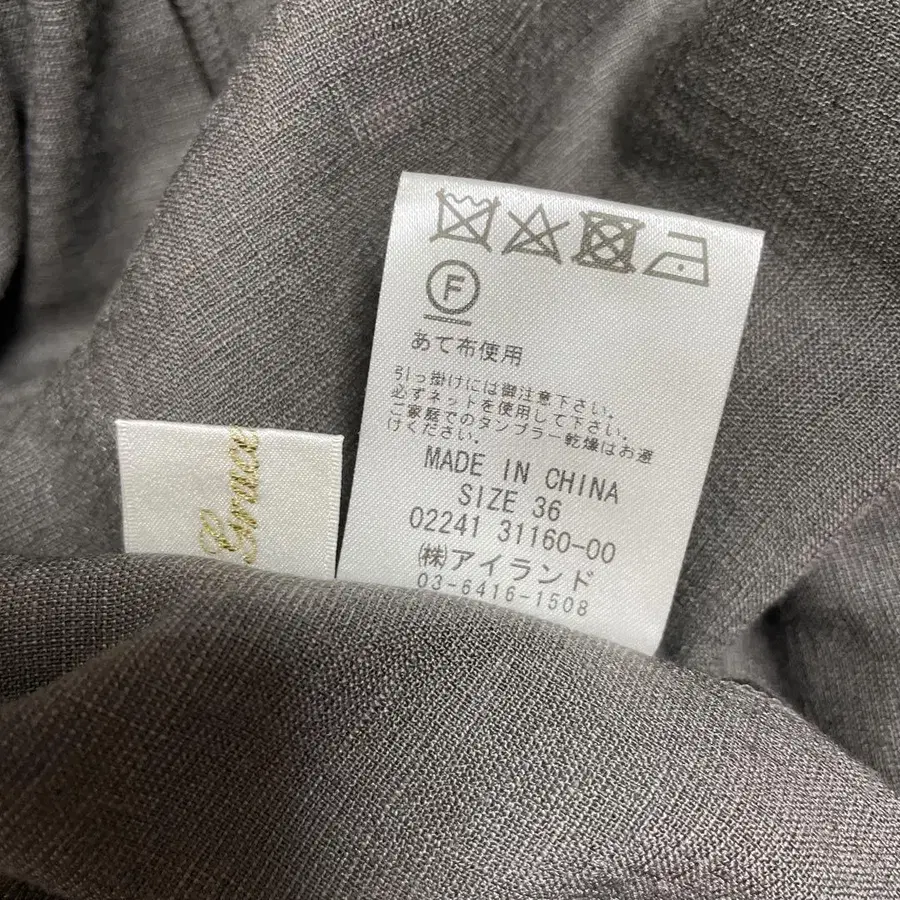 F
あて布使用
引っ掛けには御注意下さい。
必ずネットを使用して下さい。
ご家庭でのタンブラー乾燥はお避
けください。
MADE IN CHINA
SIZE 36
02241 31160-00
㈱アイランド
03-6416-1508
Grace